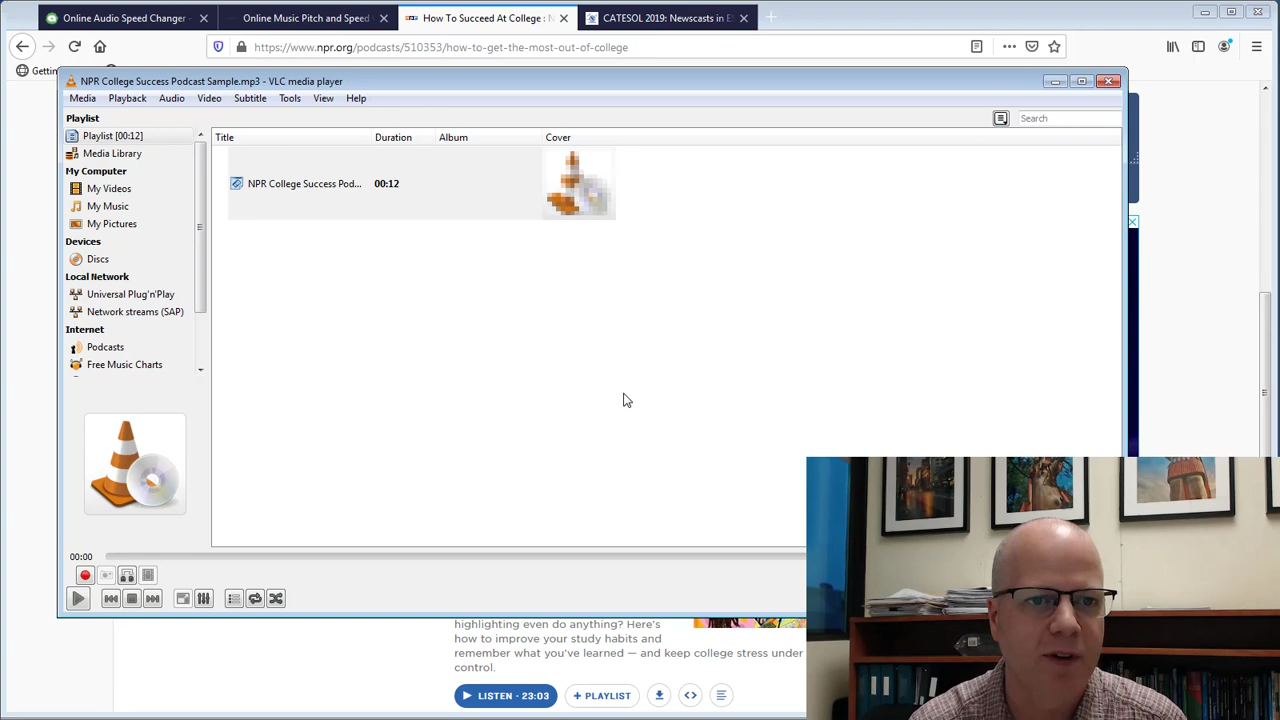 Online Audio Speed Changer -
Online Music Pitch and Speed
How To Succeed At College : N
CATESOL 2019: Newscasts in ES
https://www.npr.org/podcasts/510353/how-to-get-the-most-out-of-college
NPR College Success Podcast Sample.mp3 - VLC media player
Media Playback Audio Video Subtitle Tools View Help
Playlist
Search
Playlist [00:12]
Title Duration Album Cover
Media Library
My Computer
NPR College Success Pod... 00:12
My Videos
My Music
My Pictures
Devices
Discs
Local Network
Universal Plug'n'Play
Network streams (SAP)
Internet
Podcasts
Free Music Charts
00:00
highlighting even do anything? Here's
how to improve your study habits and
remember what you've learned — and keep college stress under
control.
LISTEN · 23:03
+ PLAYLIST